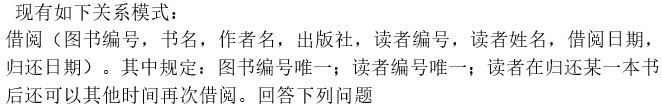 现有如下关系模式：
借阅（图书编号，书名，作者名，出版社，读者编号，读者姓名，借阅日期，
归还日期）。其中规定：图书编号唯一；读者编号唯一；读者在归还某一本书
后还可以其他时间再次借阅。回答下列问题